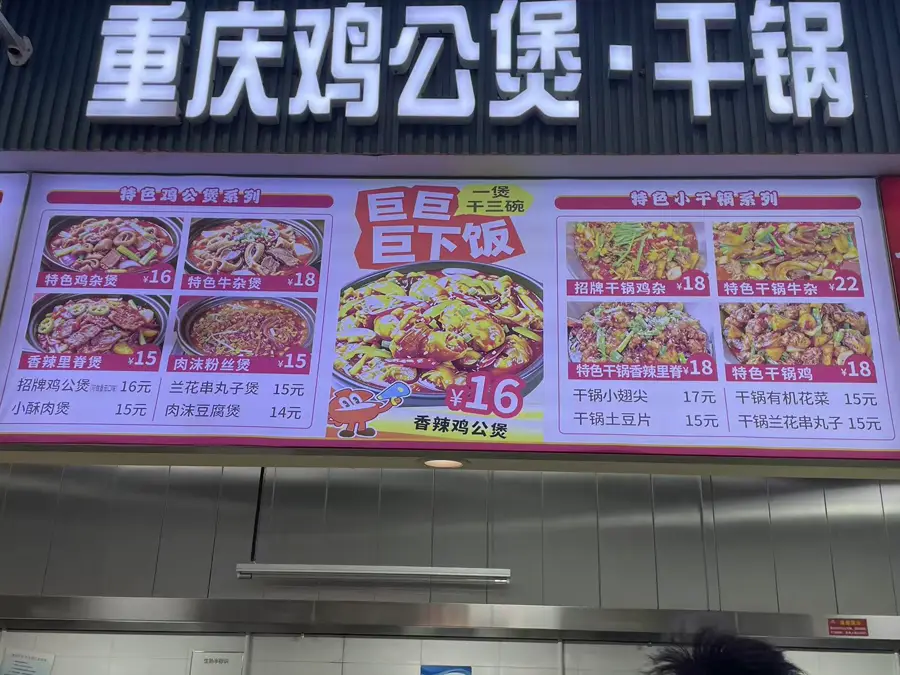 重庆鸡公煲·干锅
特色鸡公煲系列
特色鸡杂煲 ¥16
特色牛杂煲 ¥18
香辣里脊煲 ¥15
肉沫粉丝煲 ¥15
招牌鸡公煲 16元
兰花串丸子煲 15元
小酥肉煲 15元
肉沫豆腐煲 14元
巨巨
巨下饭
一煲
干三碗
¥16
香辣鸡公煲
特色小干锅系列
招牌干锅鸡杂 ¥18
特色干锅牛杂 ¥22
特色干锅香辣里脊 ¥18
特色干锅鸡 ¥18
干锅小翅尖 17元
干锅有机花菜 15元
干锅土豆片 15元
干锅兰花串丸子 15元